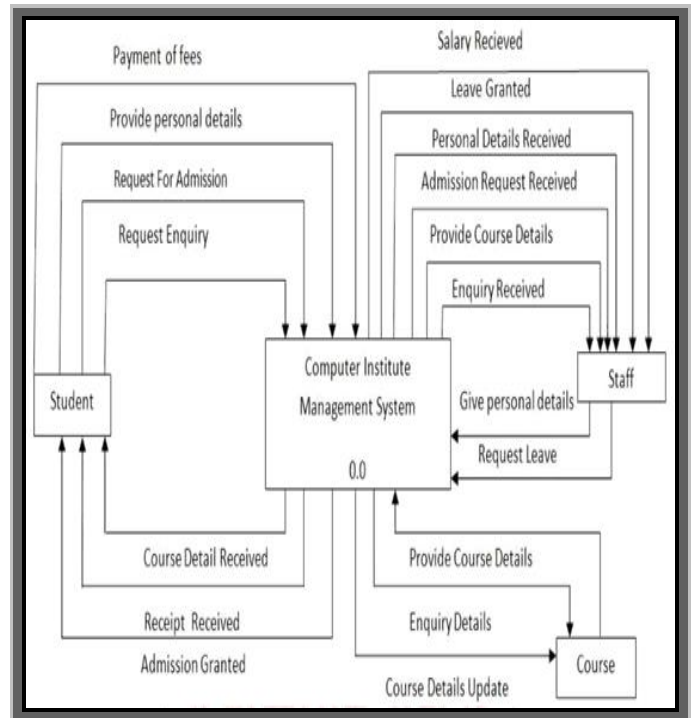 Salary Recieved
Payment of fees
Leave Granted
Provide personal details
Personal Details Received
Request For Admission
Admission Request Received
Request Enquiry
Provide Course Details
Enquiry Received
Computer Institute
Management System
0.0
Student
Staff
Give personal details
Request Leave
Course Detail Received
Provide Course Details
Receipt Received
Enquiry Details
Admission Granted
Course
Course Details Update